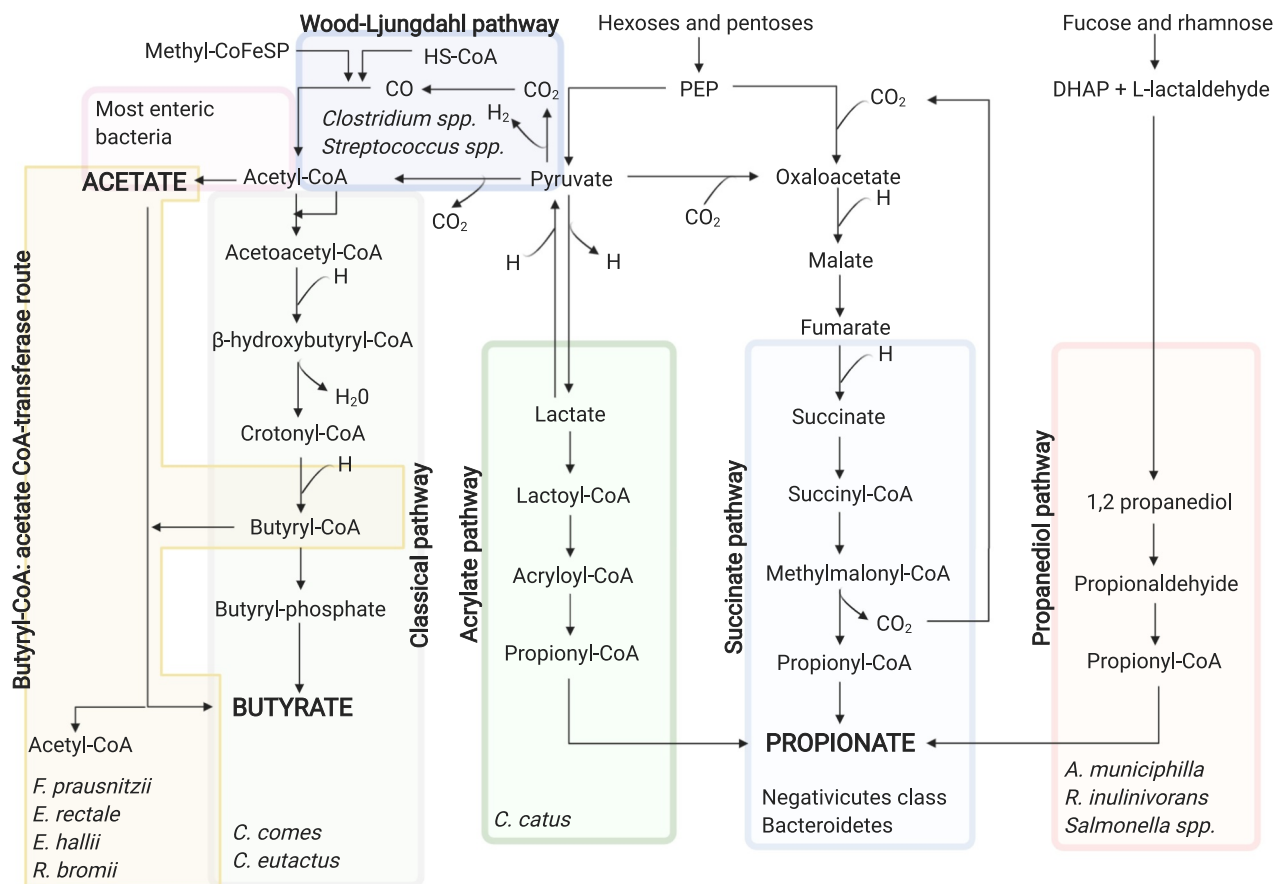 Wood-Ljungdahl pathway
Hexoses and pentoses
Fucose and rhamnose
Methyl-CoFeSP
HS-CoA
CO
CO₂
H₂
PEP
CO₂
DHAP + L-lactaldehyde
Most enteric
bacteria
Clostridium spp.
Streptococcus spp.
ACETATE
Acetyl-CoA
Pyruvate
Oxaloacetate
CO₂
CO₂
H
Acetoacetyl-CoA
H
H
H
Malate
β-hydroxybutyryl-CoA
Fumarate
H
H₂0
Lactate
Succinate
Crotonyl-CoA
H
Lactoyl-CoA
Succinyl-CoA
1,2 propanediol
Butyryl-CoA
Acryloyl-CoA
Methylmalonyl-CoA
Propionaldehyide
Butyryl-phosphate
CO₂
Propionyl-CoA
Propionyl-CoA
Propionyl-CoA
BUTYRATE
Acetyl-CoA
PROPIONATE
Butyryl-CoA: acetate CoA-transferase route
Classical pathway
Acrylate pathway
Succinate pathway
Propanediol pathway
F. prausnitzii
E. rectale
E. hallii
R. bromii
C. comes
C. eutactus
C. catus
Negativicutes class
Bacteroidetes
A. municiphilla
R. inulinivorans
Salmonella spp.